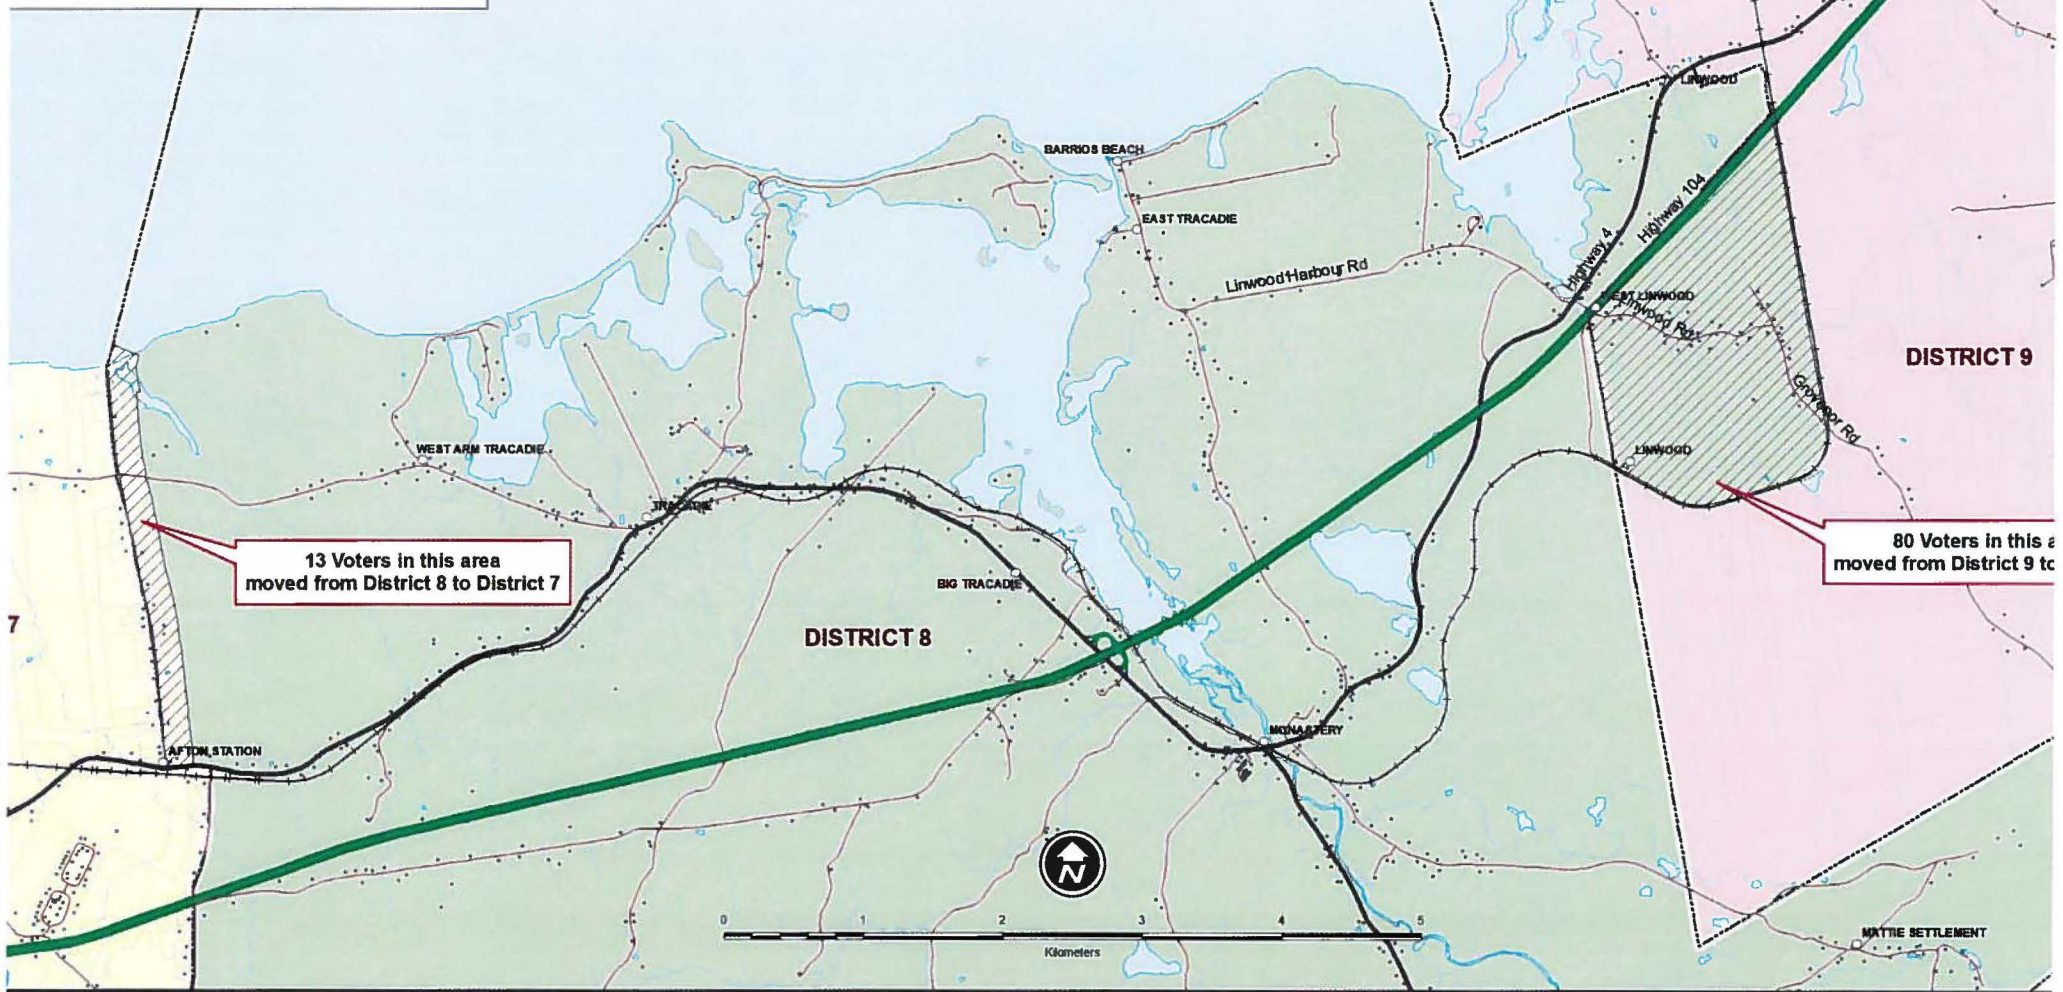 LINWOOD
BARRIOS BEACH
EAST TRACADIE
Highway 104
Highway 4
Linwood Harbour Rd
WEST LINWOOD
Linwood Rd
DISTRICT 9
Grovenor Rd
WEST ARM TRACADIE
LINWOOD
TRACADIE
13 Voters in this area
moved from District 8 to District 7
80 Voters in this a
moved from District 9 to
BIG TRACADIE
7
DISTRICT 8
MONASTERY
AFTON STATION
N
0 1 2 3 4 5
Kilometers
MATTIE SETTLEMENT